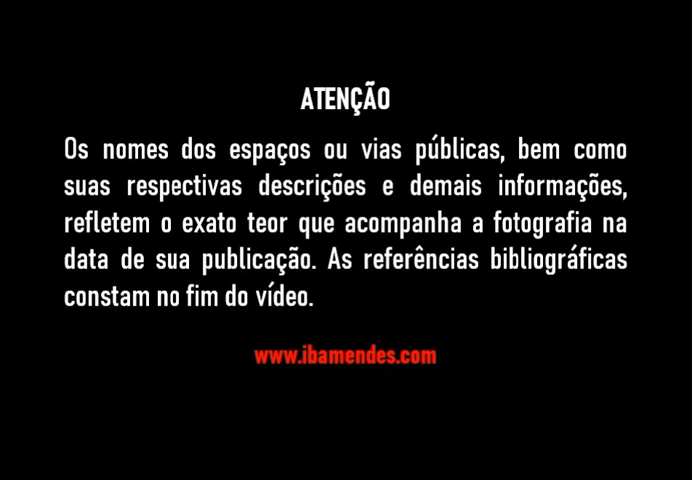 ATENÇÃO
Os nomes dos espaços ou vias públicas, bem como
suas respectivas descrições e demais informações,
refletem o exato teor que acompanha a fotografia na
data de sua publicação. As referências bibliográficas
constam no fim do vídeo.
www.ibamendes.com